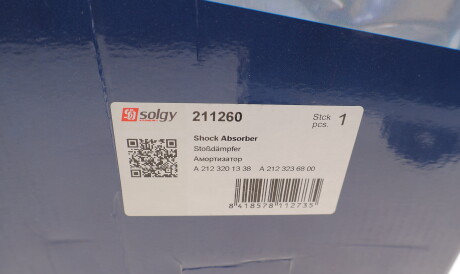 solgy 211260 Stck pcs. 1
Shock Absorber
Stoßdämpfer
Амортизатор
A 212 320 13 38 A 212 323 68 00
8 418578 112735